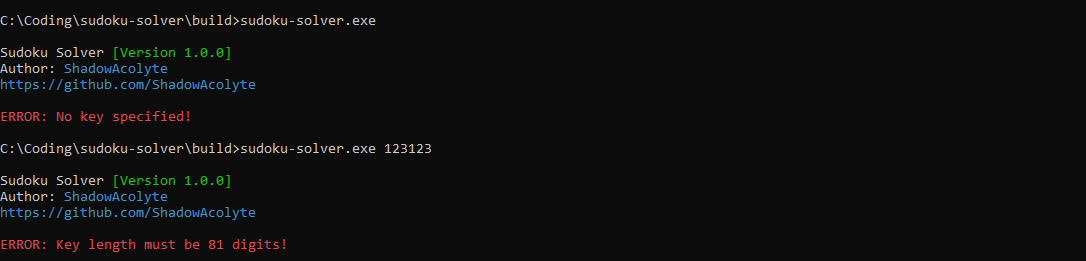 C:\Coding\sudoku-solver\build>sudoku-solver.exe
Sudoku Solver [Version 1.0.0]
Author: ShadowAcolyte
https://github.com/ShadowAcolyte
ERROR: No key specified!
C:\Coding\sudoku-solver\build>sudoku-solver.exe 123123
Sudoku Solver [Version 1.0.0]
Author: ShadowAcolyte
https://github.com/ShadowAcolyte
ERROR: Key length must be 81 digits!